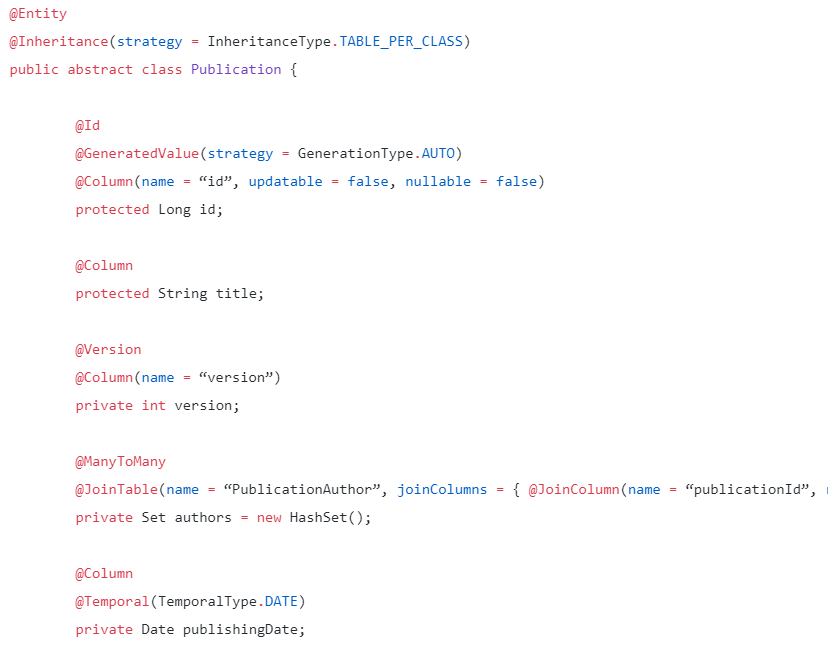 @Entity
@Inheritance(strategy = InheritanceType.TABLE_PER_CLASS)
public abstract class Publication {
@Id
@GeneratedValue(strategy = GenerationType.AUTO)
@Column(name = “id”, updatable = false, nullable = false)
protected Long id;
@Column
protected String title;
@Version
@Column(name = “version”)
private int version;
@ManyToMany
@JoinTable(name = “PublicationAuthor”, joinColumns = { @JoinColumn(name = “publicationId”,
private Set authors = new HashSet();
@Column
@Temporal(TemporalType.DATE)
private Date publishingDate;